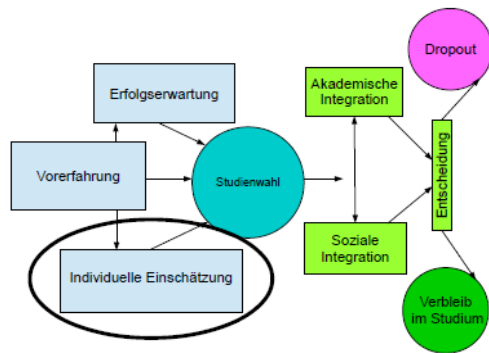 Dropout
Erfolgserwartung
Akademische
Integration
Vorerfahrung
Studienwahl
Entscheidung
Individuelle Einschätzung
Soziale
Integration
Verbleib
im Studium